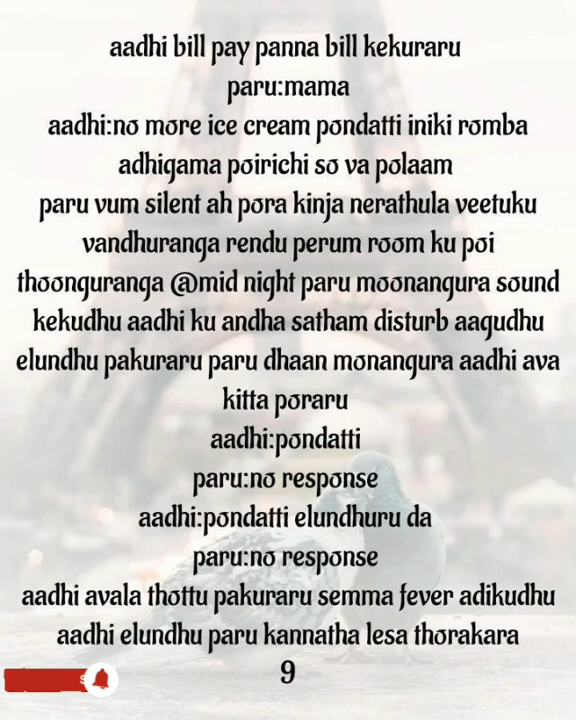 aadhi bill pay panna bill kekuraru
paru:mama
aadhi:no more ice cream pondatti iniki romba
adhigama poirichi so va polaam
paru vum silent ah pora kinja nerathula veetuku
vandhuranga rendu perum room ku poi
thoonguranga @mid night paru moonangura sound
kekudhu aadhi ku andha satham disturb aagudhu
elundhu pakuraru paru dhaan monangura aadhi ava
kitta poraru
aadhi:pondatti
paru:no response
aadhi:pondatti elundhuru da
paru:no response
aadhi avala thottu pakuraru semma fever adikudhu
aadhi elundhu paru kannatha lesa thorakara
9